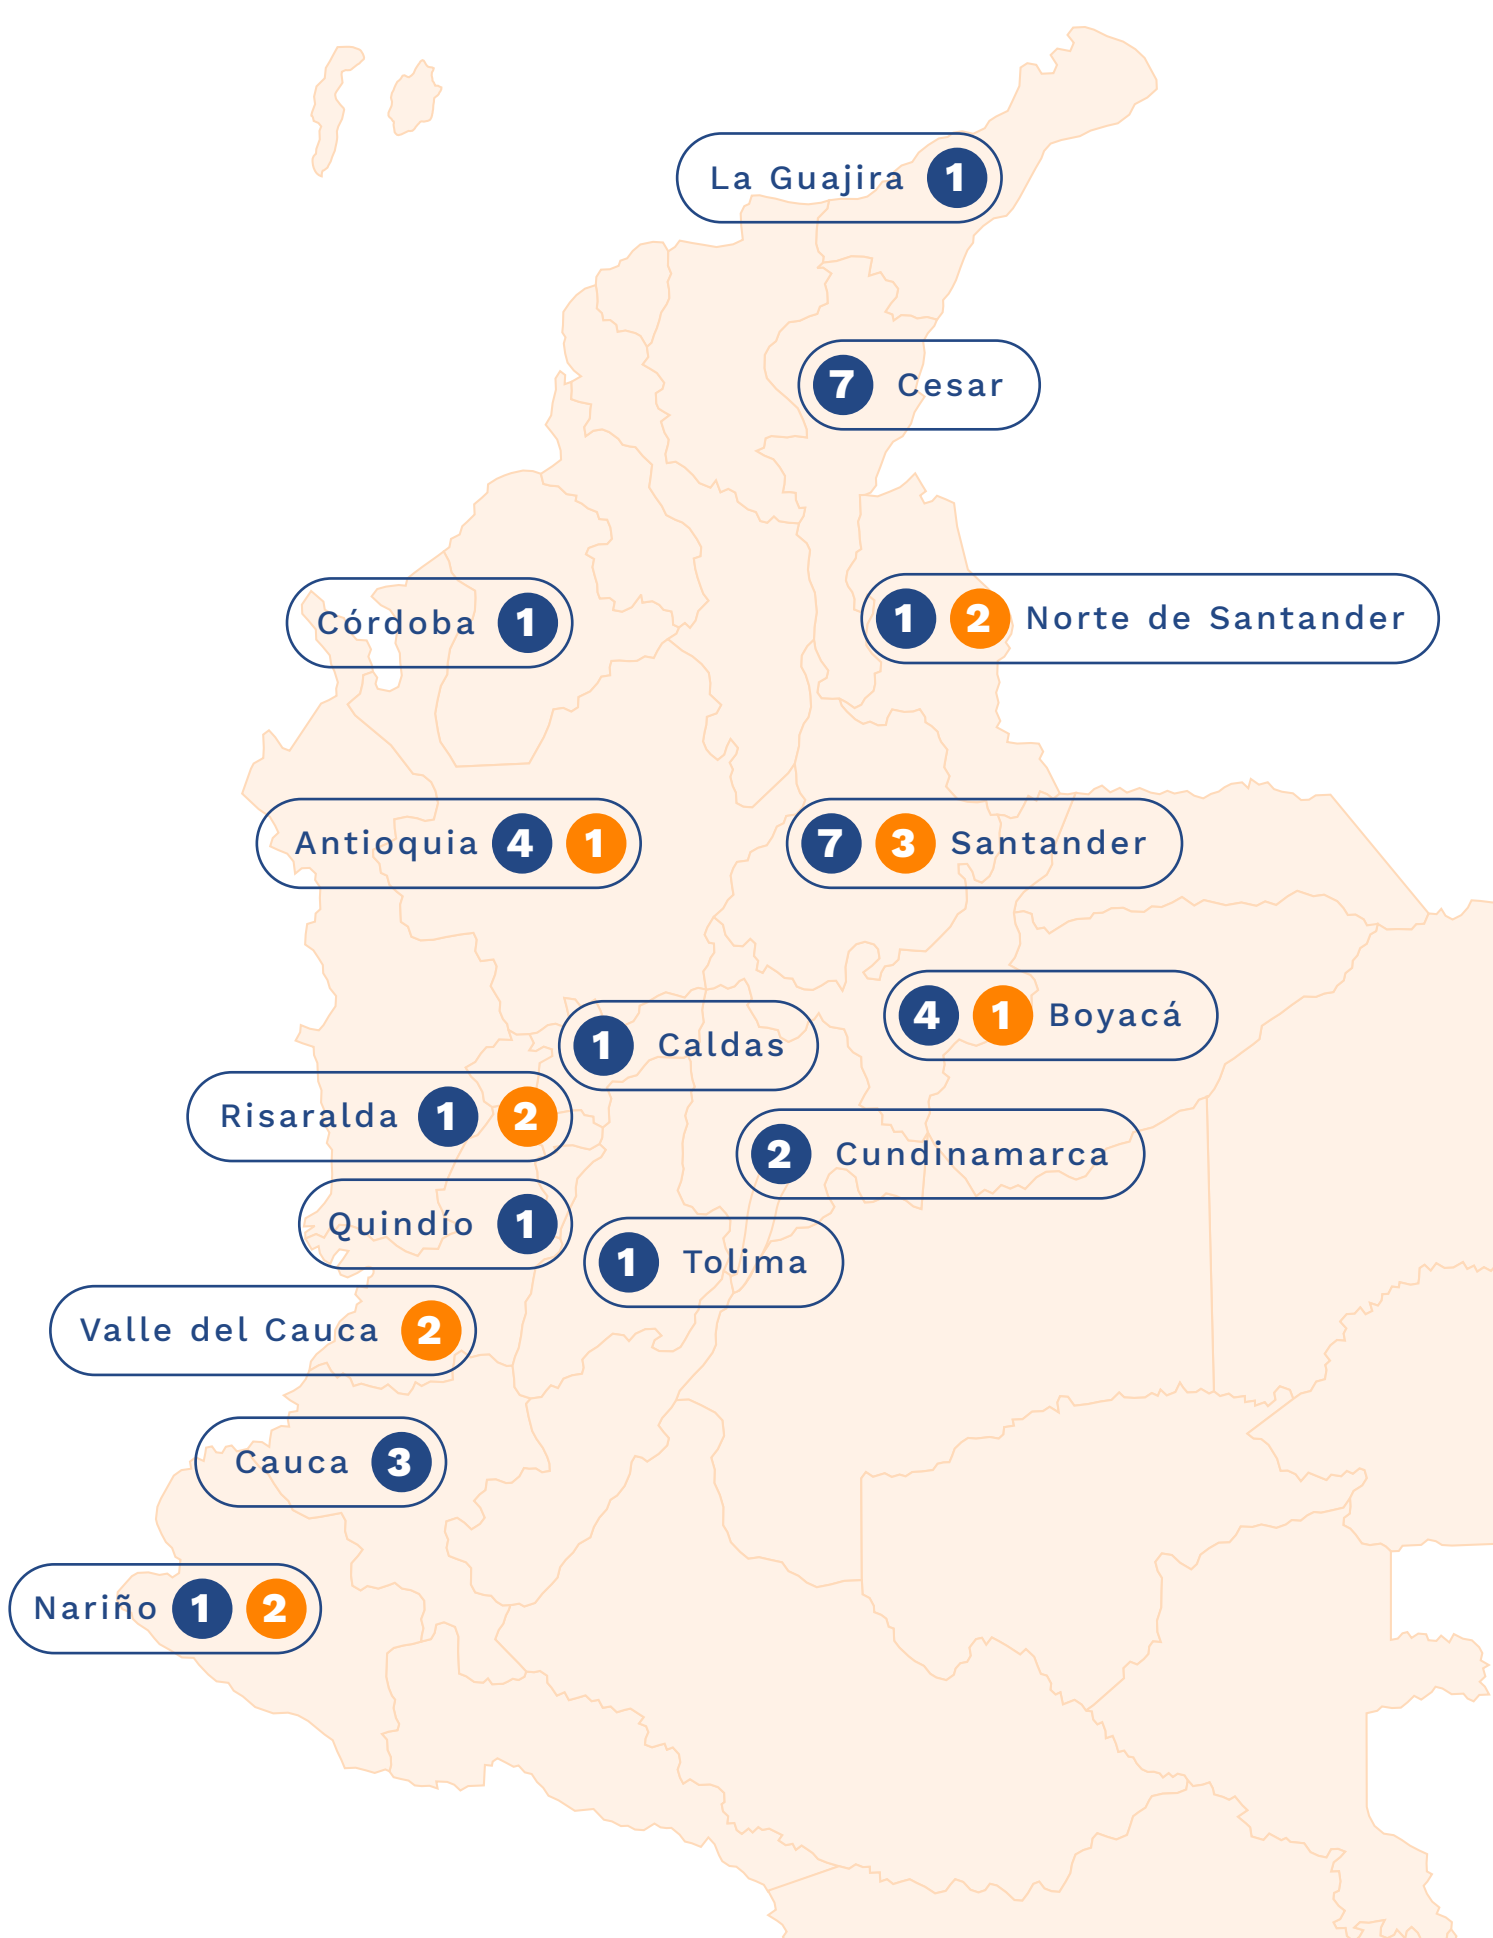 La Guajira 1
7 Cesar
Córdoba 1
1 2 Norte de Santander
Antioquia 4 1
7 3 Santander
4 1 Boyacá
1 Caldas
Risaralda 1 2
2 Cundinamarca
Quindío 1
1 Tolima
Valle del Cauca 2
Cauca 3
Nariño 1 2